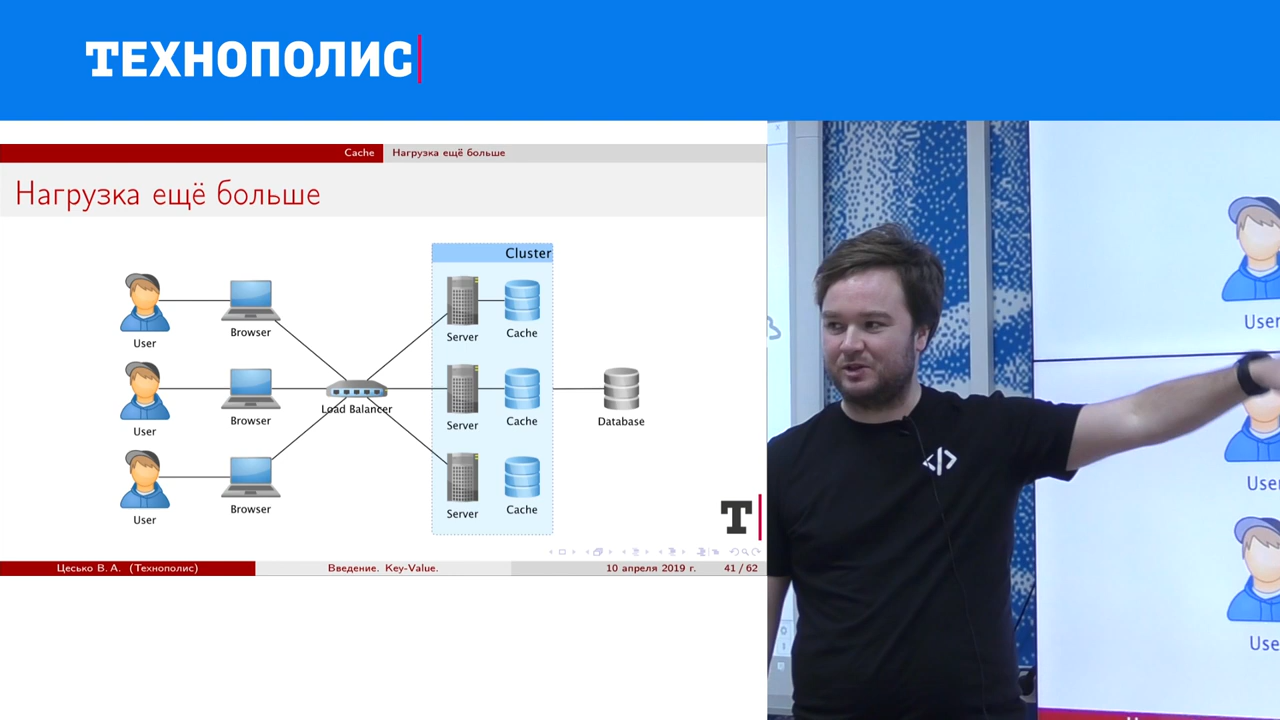 ТЕХНОПОЛИС
Cache
Нагрузка ещё больше
Нагрузка ещё больше
Cluster
User
Browser
Server
Cache
User
Browser
Load Balancer
Server
Cache
Database
User
Browser
Server
Cache
Т
Цесько В. А. (Технополис)
Введение. Key-Value.
10 апреля 2019 г.
41 / 62
</>
User
User
Use